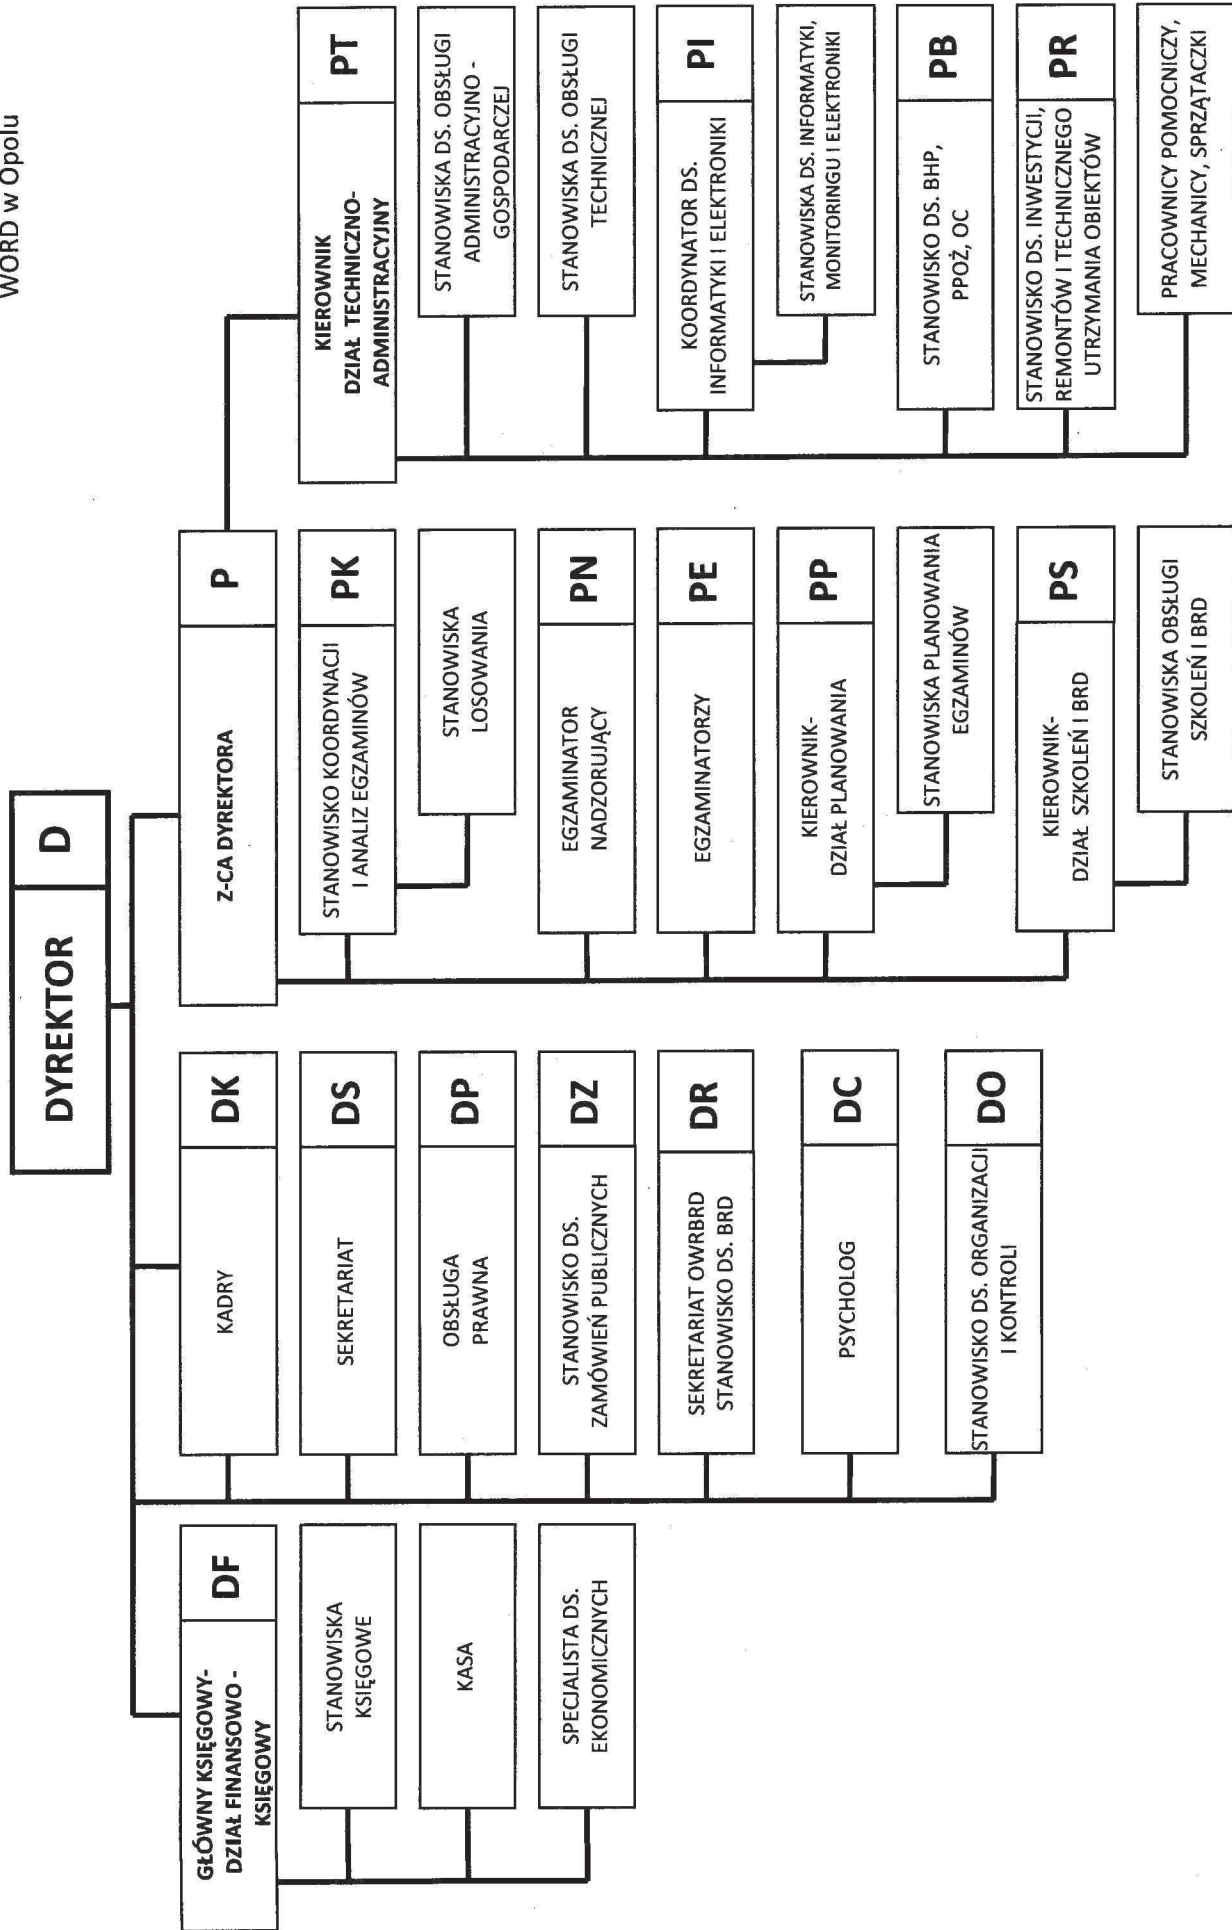 WORD w Opolu
DYREKTOR
D
GŁÓWNY KSIĘGOWY-
DZIAŁ FINANSOWO -
KSIĘGOWY
DF
STANOWISKA
KSIĘGOWE
KASA
SPECJALISTA DS.
EKONOMICZNYCH
KADRY
DK
SEKRETARIAT
DS
OBSŁUGA
PRAWNA
DP
STANOWISKO DS.
ZAMÓWIEŃ PUBLICZNYCH
DZ
SEKRETARIAT OWRBRD
STANOWISKO DS. BRD
DR
PSYCHOLOG
DC
STANOWISKO DS. ORGANIZACJI
I KONTROLI
DO
Z-CA DYREKTORA
P
STANOWISKO KOORDYNACJI
I ANALIZ EGZAMINÓW
PK
STANOWISKA
LOSOWANIA
EGZAMINATOR
NADZORUJĄCY
PN
EGZAMINATORZY
PE
KIEROWNIK-
DZIAŁ PLANOWANIA
PP
STANOWISKA PLANOWANIA
EGZAMINÓW
KIEROWNIK-
DZIAŁ SZKOLEŃ I BRD
PS
STANOWISKA OBSŁUGI
SZKOLEŃ I BRD
KIEROWNIK
DZIAŁ TECHNICZNO-
ADMINISTRACYJNY
PT
STANOWISKA DS. OBSŁUGI
ADMINISTRACYJNO -
GOSPODARCZEJ
STANOWISKA DS. OBSŁUGI
TECHNICZNEJ
KOORDYNATOR DS.
INFORMATYKI I ELEKTRONIKI
PI
STANOWISKA DS. INFORMATYKI,
MONITORINGU I ELEKTRONIKI
STANOWISKO DS. BHP,
PPOŻ, OC
PB
STANOWISKO DS. INWESTYCJI,
REMONTÓW I TECHNICZNEGO
UTRZYMANIA OBIEKTÓW
PR
PRACOWNICY POMOCNICZY,
MECHANICY, SPRZĄTACZKI